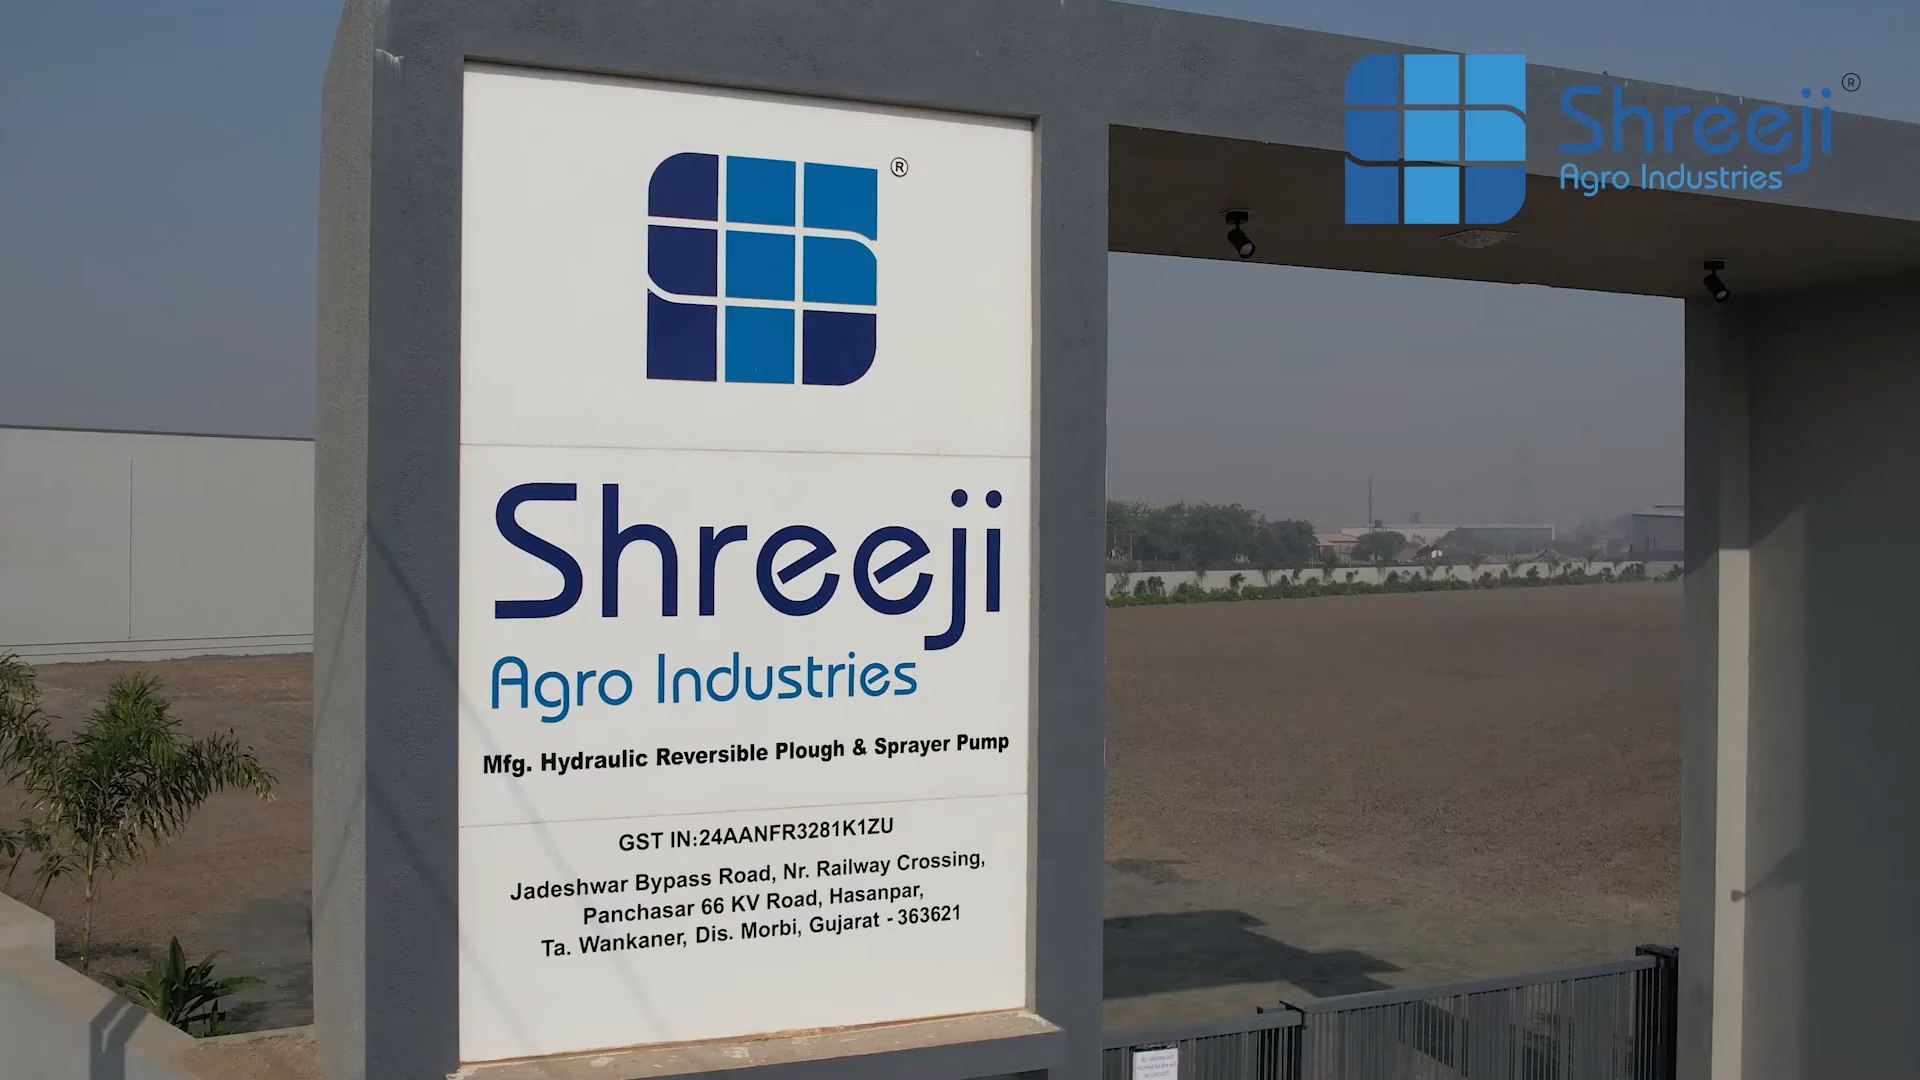 ®
Shreeji
Agro Industries
Mfg. Hydraulic Reversible Plough & Sprayer Pump
GST IN:24AANFR3281K1ZU
Jadeshwar Bypass Road, Nr. Railway Crossing,
Panchasar 66 KV Road, Hasanpar,
Ta. Wankaner, Dis. Morbi, Gujarat - 363621
Shreeji ®
Agro Industries